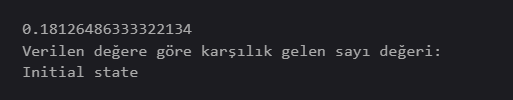 0.18126486333322134
Verilen değere göre karşılık gelen sayı değeri:
Initial state